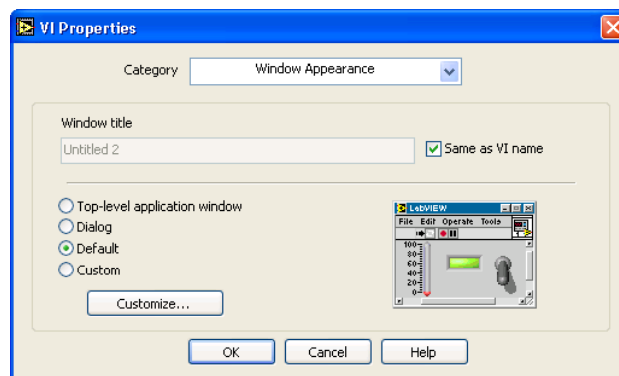 VI Properties
Category Window Appearance
Window title
Untitled 2 Same as VI name
Top-level application window
Dialog
Default
Custom
Customize...
LabVIEW
File Edit Operate Tools
100
80
60
40
20
0
OK Cancel Help